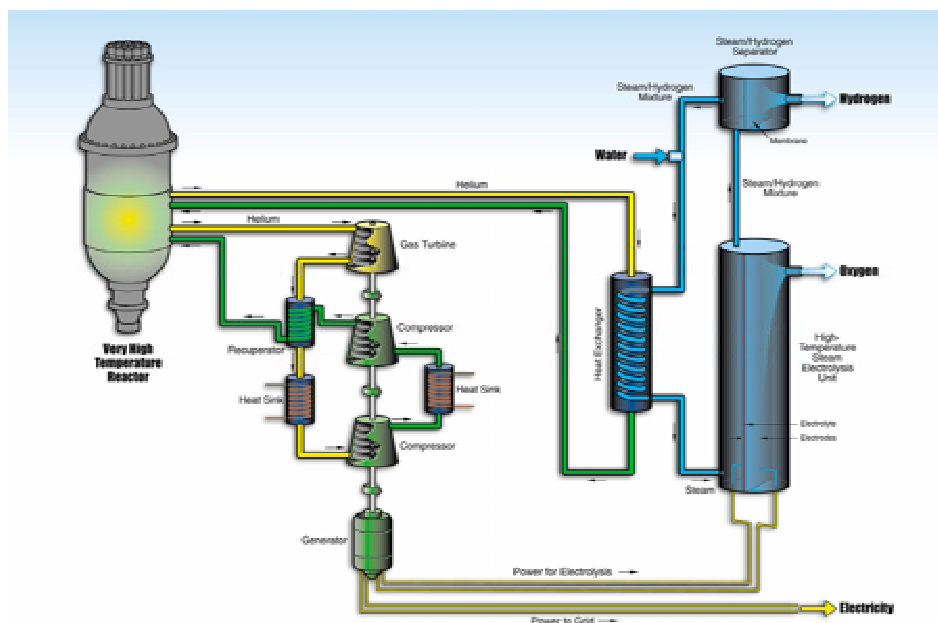 Steam/Hydrogen
Separator
Steam/Hydrogen
Mixture
Hydrogen
Membrane
Water
Steam/Hydrogen
Mixture
Helium
Helium
Gas Turbine
Oxygen
Very High
Temperature
Reactor
Recuperator
Compressor
Heat Exchanger
High-
Temperature
Steam
Electrolysis
Unit
Heat Sink
Heat Sink
Compressor
Electrolyte
Electrodes
Steam
Generator
Power for Electrolysis
Electricity
Power to Grid